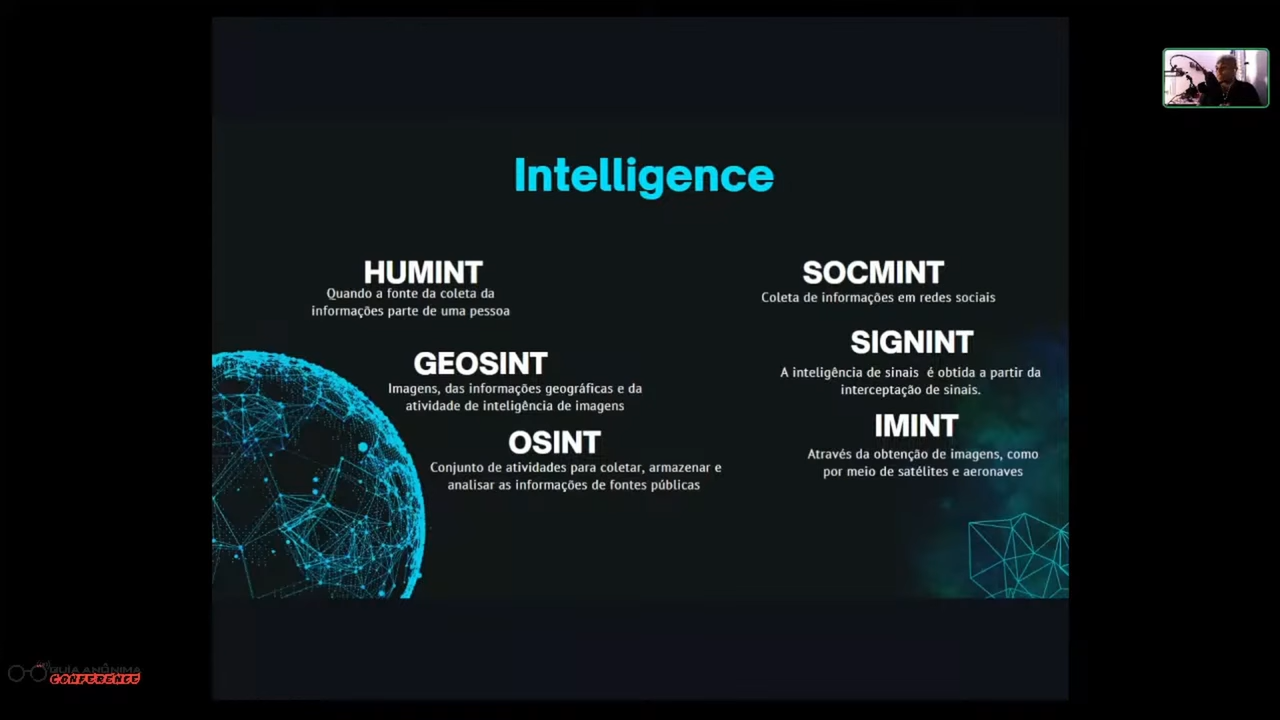 Intelligence
HUMINT
Quando a fonte da coleta da
informações parte de uma pessoa
GEOSINT
Imagens, das informações geográficas e da
atividade de inteligência de imagens
OSINT
Conjunto de atividades para coletar, armazenar e
analisar as informações de fontes públicas
SOCMINT
Coleta de informações em redes sociais
SIGNINT
A inteligência de sinais é obtida a partir da
interceptação de sinais.
IMINT
Através da obtenção de imagens, como
por meio de satélites e aeronaves
GUIA ANÔNIMA
CONFERENCE